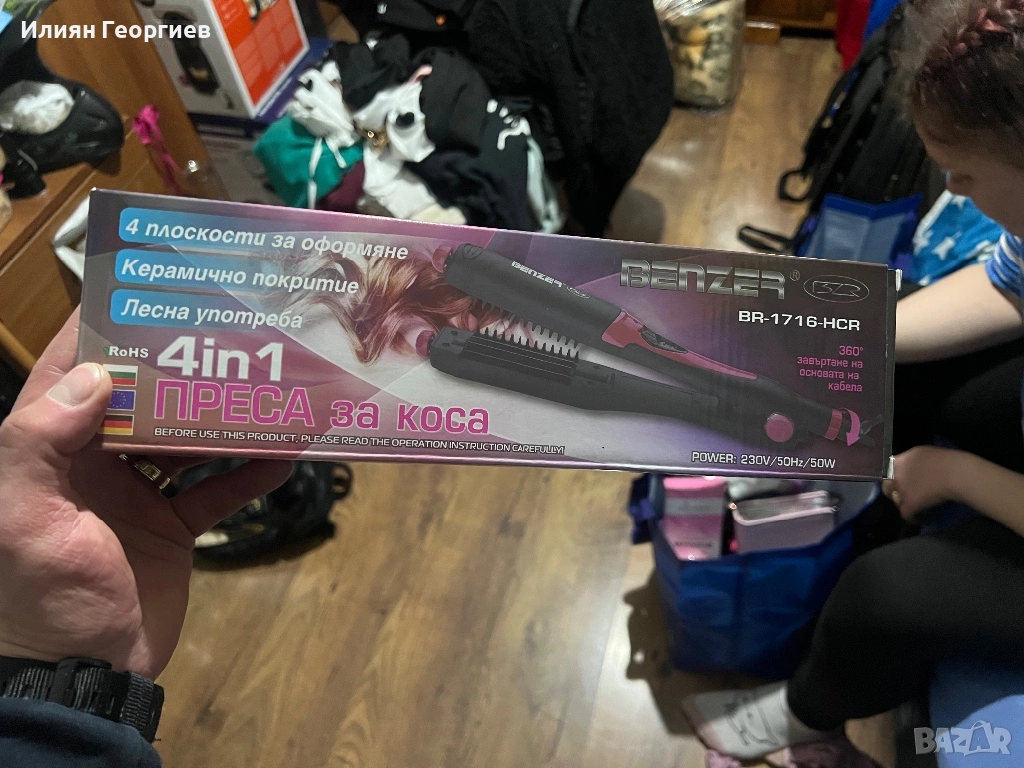 Илиян Георгиев
4 плоскости за оформяне
Керамично покритие
Лесна употреба
RoHS
4in1
ПРЕСА за коса
BEFORE USE THIS PRODUCT, PLEASE READ THE OPERATION INSTRUCTION CAREFULLY!
BENZER
BENZER® BR
BR-1716-HCR
360°
завъртане на
основата на
кабела
POWER: 230V/50Hz/50W
BAZAR